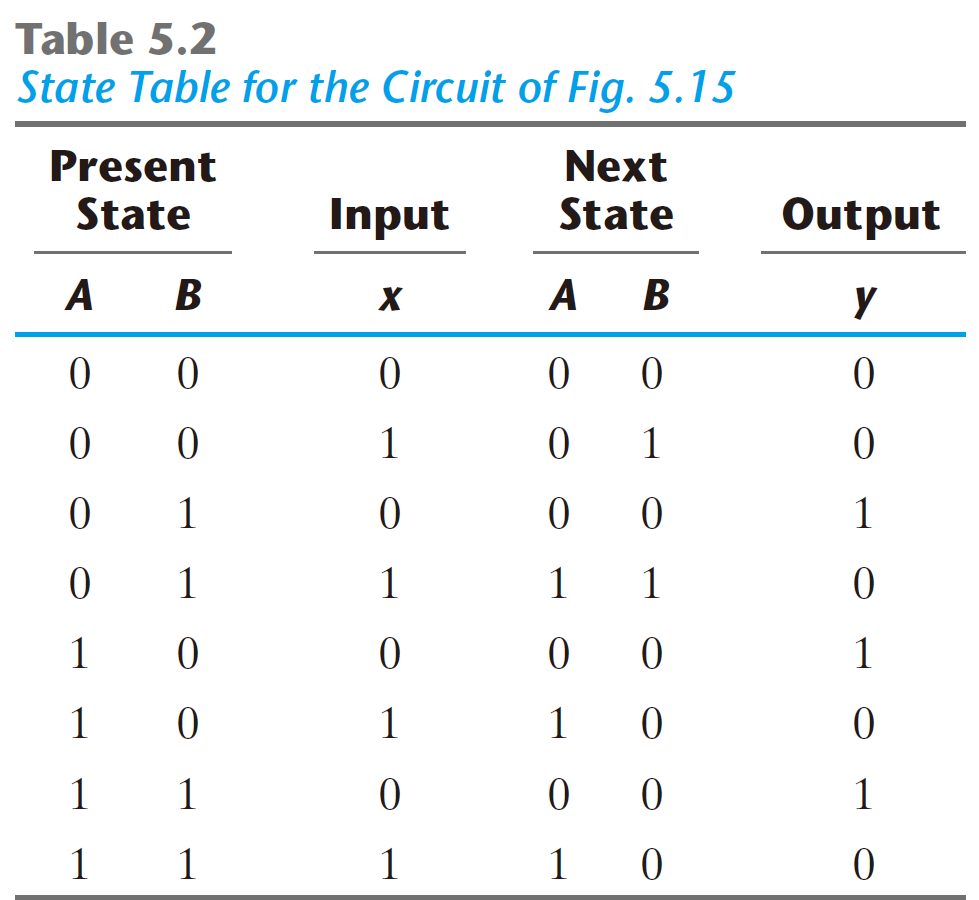 Table 5.2
State Table for the Circuit of Fig. 5.15
Present State Input Next State Output
A B x A B y
0 0 0 0 0 0
0 0 1 0 1 0
0 1 0 0 0 1
0 1 1 1 1 0
1 0 0 0 0 1
1 0 1 1 0 0
1 1 0 0 0 1
1 1 1 1 0 0